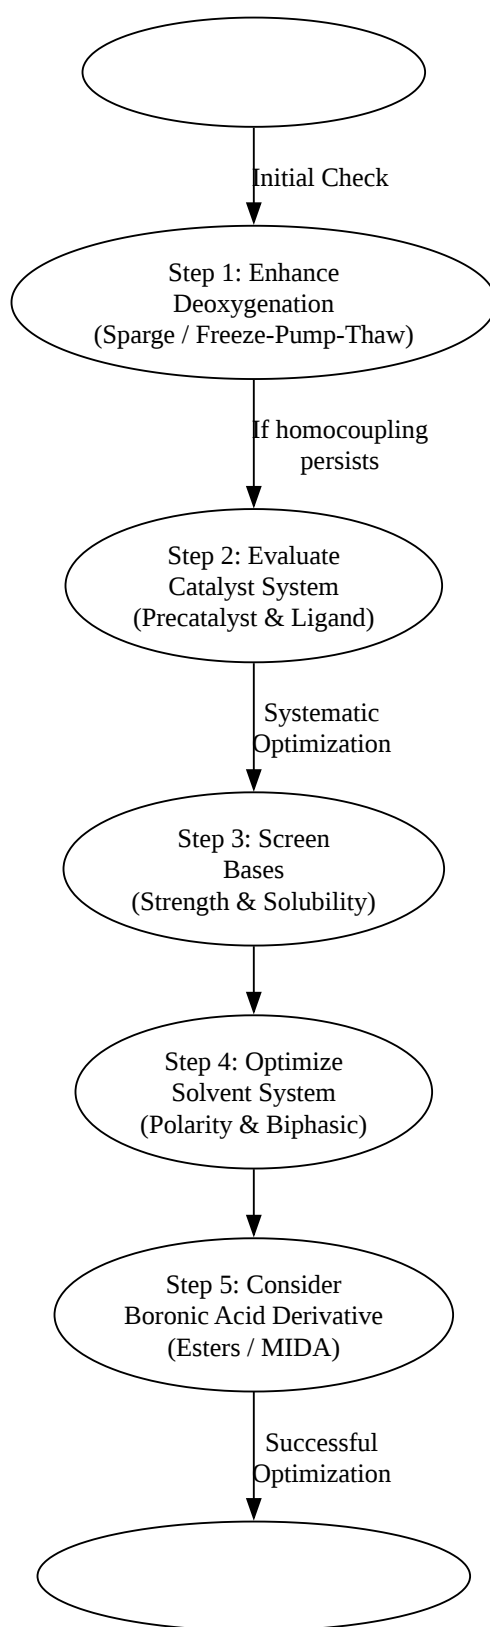 Initial Check
Step 1: Enhance
Deoxygenation
(Sparge / Freeze-Pump-Thaw)
If homocoupling
persists
Step 2: Evaluate
Catalyst System
(Precatalyst & Ligand)
Systematic
Optimization
Step 3: Screen
Bases
(Strength & Solubility)
Step 4: Optimize
Solvent System
(Polarity & Biphasic)
Step 5: Consider
Boronic Acid Derivative
(Esters / MIDA)
Successful
Optimization